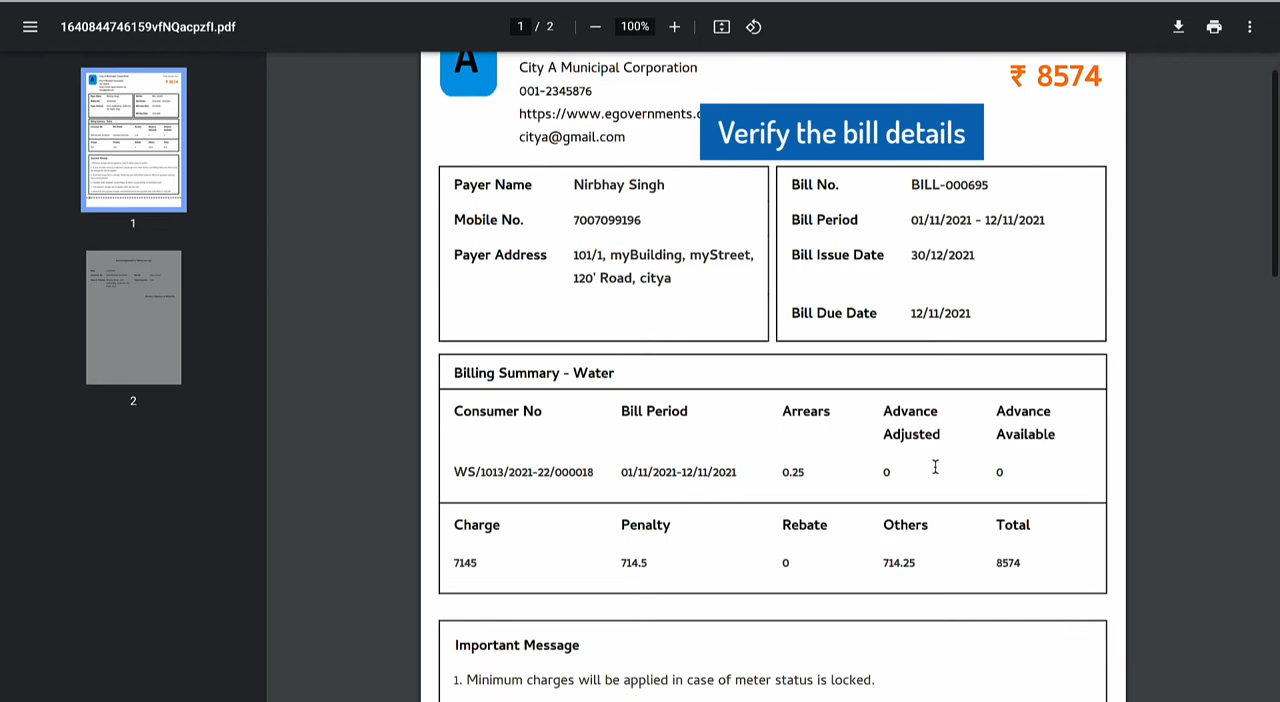 1640844746159vfNQacpzfI.pdf
1 / 2
100%
A
City A Municipal Corporation
001-2345876
https://www.egovernments.o
citya@gmail.com
₹ 8574
Verify the bill details
Payer Name Nirbhay Singh
Mobile No. 7007099196
Payer Address 101/1, myBuilding, myStreet,
120' Road, citya
Bill No. BILL-000695
Bill Period 01/11/2021 - 12/11/2021
Bill Issue Date 30/12/2021
Bill Due Date 12/11/2021
Billing Summary - Water
Consumer No Bill Period Arrears Advance Adjusted Advance Available
WS/1013/2021-22/000018 01/11/2021-12/11/2021 0.25 0 0
Charge Penalty Rebate Others Total
7145 714.5 0 714.25 8574
Important Message
1. Minimum charges will be applied in case of meter status is locked.
1
2